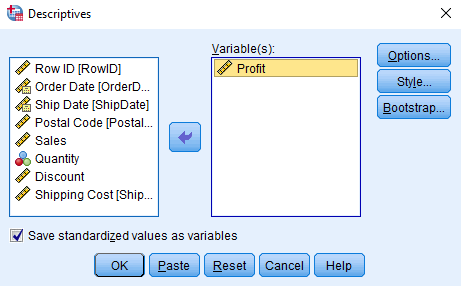 Descriptives
Variable(s):
Row ID [RowID]
Order Date [OrderD...
Ship Date [ShipDate]
Postal Code [Postal...
Sales
Quantity
Discount
Shipping Cost [Ship...
Profit
Options...
Style...
Bootstrap...
Save standardized values as variables
OK Paste Reset Cancel Help